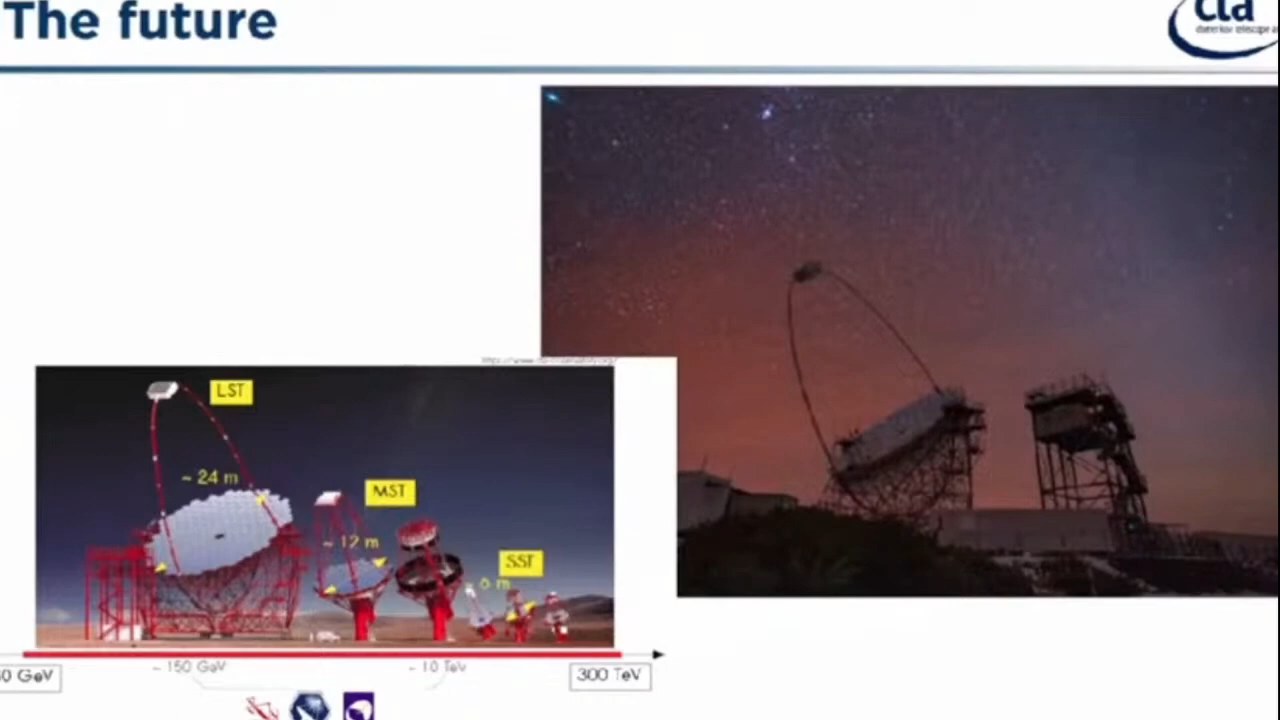 The future
cta
LST
~ 24 m
MST
~ 12 m
SST
m
~ 150 GeV
~ 10 TeV
0 GeV
300 TeV